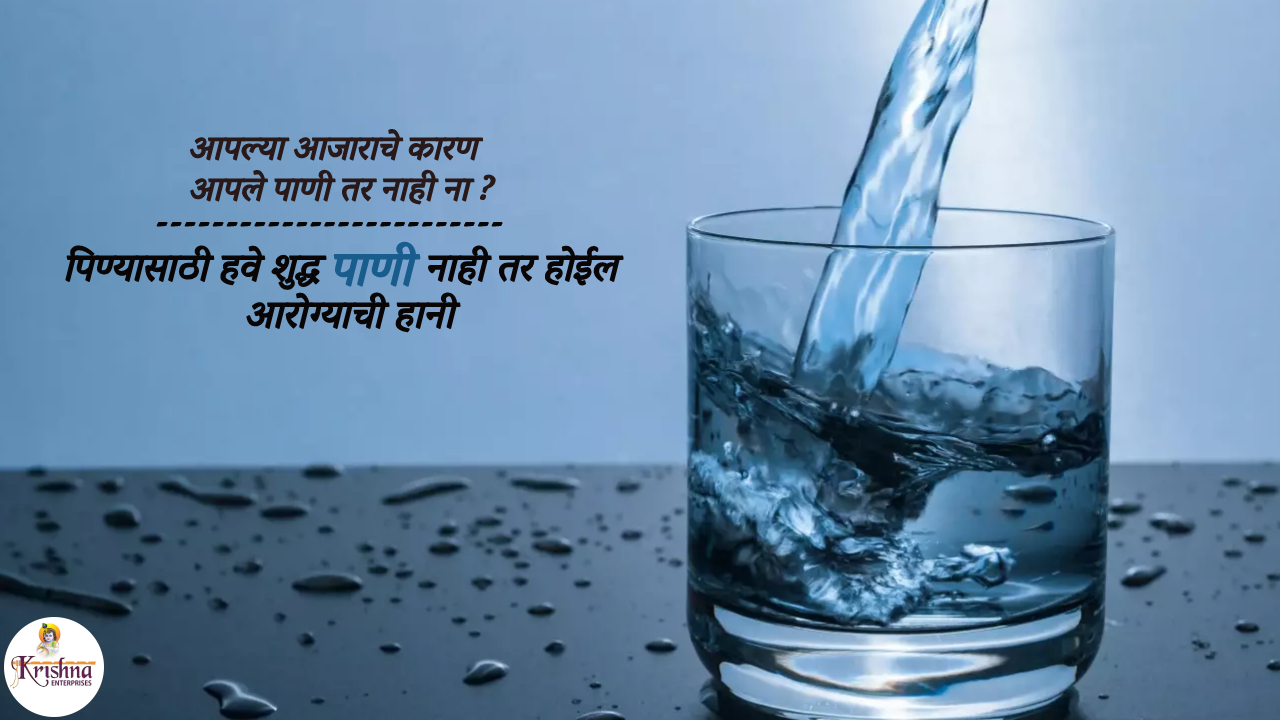 आपल्या आजाराचे कारण
आपले पाणी तर नाही ना ?
--------------------------
पिण्यासाठी हवे शुद्ध पाणी नाही तर होईल
आरोग्याची हानी
Krishna
ENTERPRISES